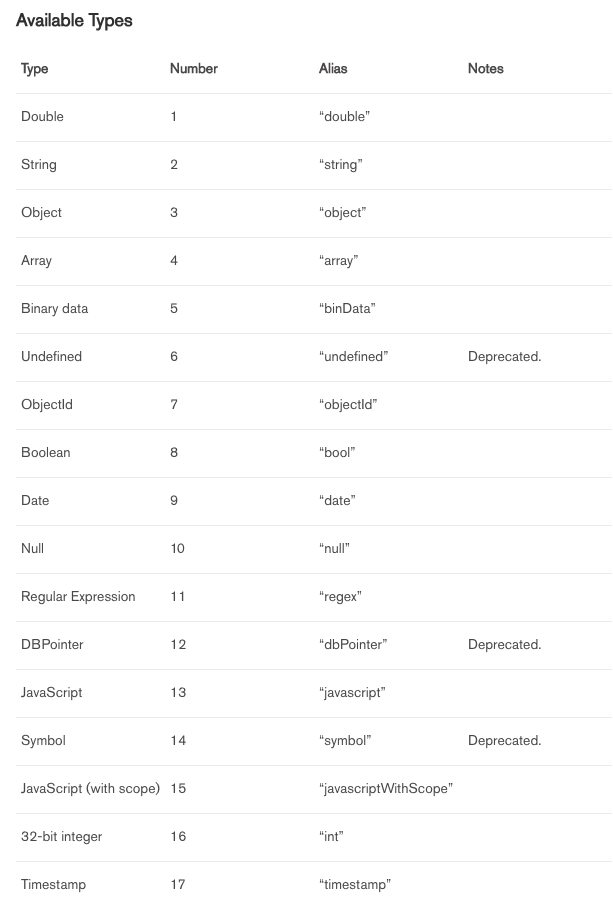 Available Types
Type Number Alias Notes
Double 1 “double”
String 2 “string”
Object 3 “object”
Array 4 “array”
Binary data 5 “binData”
Undefined 6 “undefined” Deprecated.
ObjectId 7 “objectId”
Boolean 8 “bool”
Date 9 “date”
Null 10 “null”
Regular Expression 11 “regex”
DBPointer 12 “dbPointer” Deprecated.
JavaScript 13 “javascript”
Symbol 14 “symbol” Deprecated.
JavaScript (with scope) 15 “javascriptWithScope”
32-bit integer 16 “int”
Timestamp 17 “timestamp”